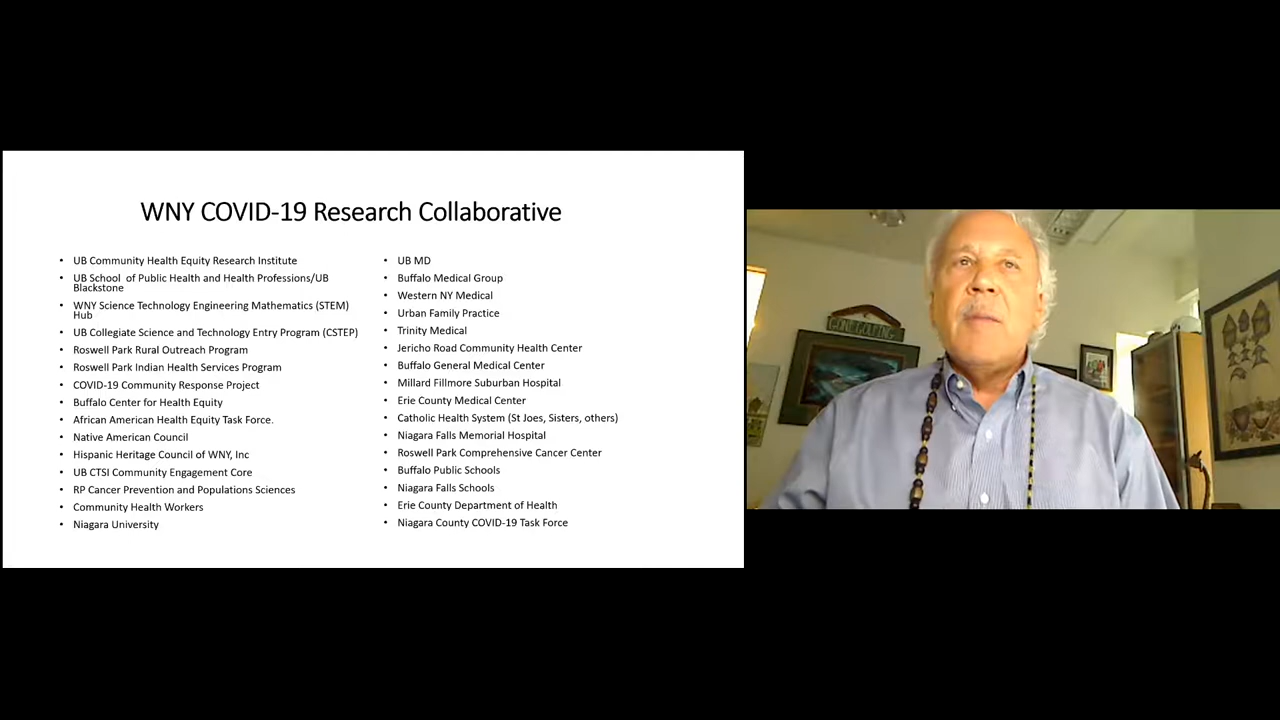 WNY COVID-19 Research Collaborative
• UB Community Health Equity Research Institute
• UB School of Public Health and Health Professions/UB
Blackstone
• WNY Science Technology Engineering Mathematics (STEM)
Hub
• UB Collegiate Science and Technology Entry Program (CSTEP)
• Roswell Park Rural Outreach Program
• Roswell Park Indian Health Services Program
• COVID-19 Community Response Project
• Buffalo Center for Health Equity
• African American Health Equity Task Force.
• Native American Council
• Hispanic Heritage Council of WNY, Inc
• UB CTSI Community Engagement Core
• RP Cancer Prevention and Populations Sciences
• Community Health Workers
• Niagara University
• UB MD
• Buffalo Medical Group
• Western NY Medical
• Urban Family Practice
• Trinity Medical
• Jericho Road Community Health Center
• Buffalo General Medical Center
• Millard Fillmore Suburban Hospital
• Erie County Medical Center
• Catholic Health System (St Joes, Sisters, others)
• Niagara Falls Memorial Hospital
• Roswell Park Comprehensive Cancer Center
• Buffalo Public Schools
• Niagara Falls Schools
• Erie County Department of Health
• Niagara County COVID-19 Task Force
GONE GOLFING